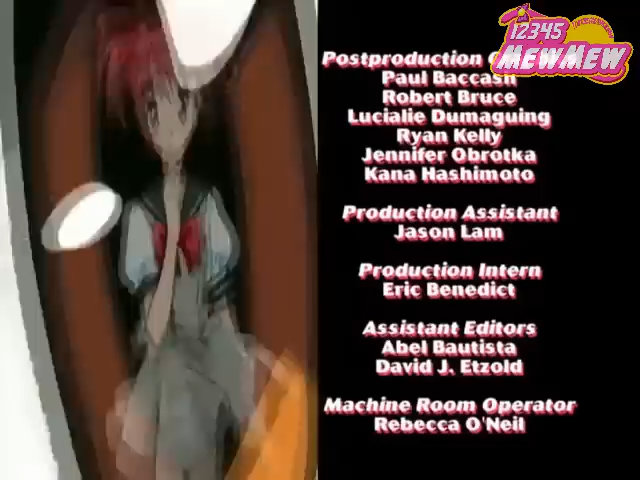 12345
MEWMEW
Postproduction
Paul Baccash
Robert Bruce
Lucialie Dumaguing
Ryan Kelly
Jennifer Obrotka
Kana Hashimoto
Production Assistant
Jason Lam
Production Intern
Eric Benedict
Assistant Editors
Abel Bautista
David J. Etzold
Machine Room Operator
Rebecca O'Neil